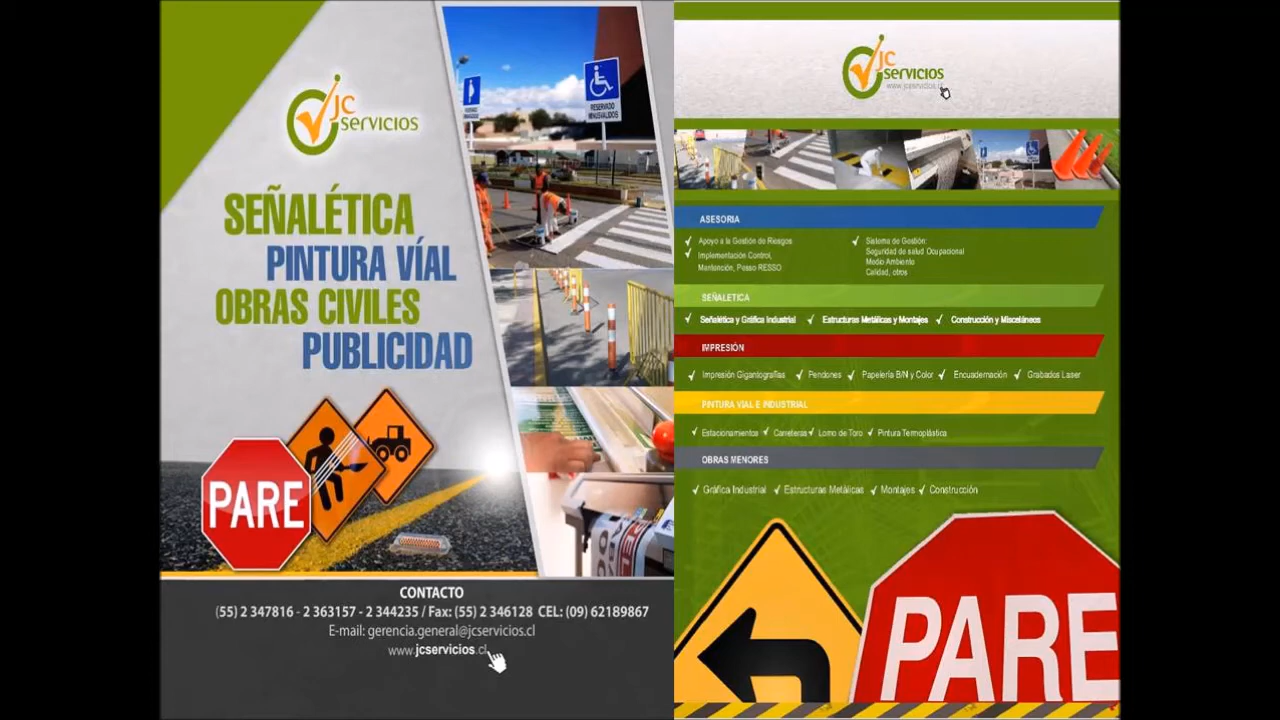 JC
SERVICIOS
SEÑALÉTICA
PINTURA VÍAL
OBRAS CIVILES
PUBLICIDAD
PARE
RESERVADO
MINUSVALIDOS
CONTACTO
(55) 2 347816 - 2 363157 - 2 344235 / Fax: (55) 2 346128 CEL: (09) 62189867
E-mail: gerencia.general@jcservicios.cl
www.jcservicios.cl
JC
SERVICIOS
ASESORIA
Apoyo a la Gestión de Riesgos
Implementación Control,
Mantención, Posso RESSO
Sistema de Gestión:
Seguridad de salud Ocupacional
Medio Ambiente
Calidad, otros
SEÑALETICA
Señalética y Gráfica Industrial Estructuras Metálicas y Montajes Construcción y Misceláneos
IMPRESIÓN
Impresión Gigantografías Pendones Papelería B/N y Color Encuadernación Grabados Laser
PINTURA VIAL E INDUSTRIAL
Estacionamientos Carreteras Lomo de Toro Pintura Termoplástica
OBRAS MENORES
Gráfica Industrial Estructuras Metálicas Montajes Construcción
PARE